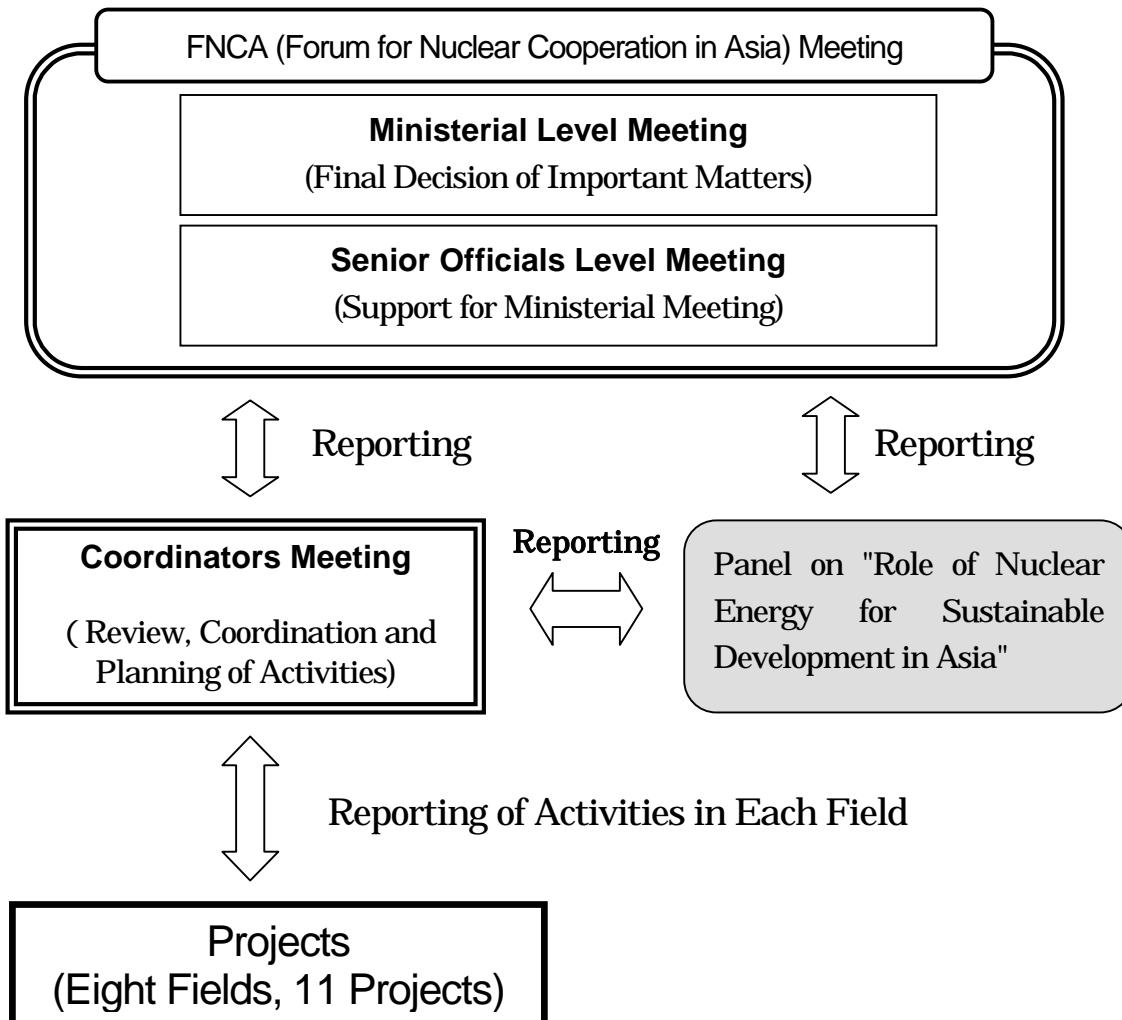 FNCA (Forum for Nuclear Cooperation in Asia) Meeting
Ministerial Level Meeting
(Final Decision of Important Matters)
Senior Officials Level Meeting
(Support for Ministerial Meeting)
Reporting
Reporting
Coordinators Meeting
( Review, Coordination and
Planning of Activities)
Reporting
Panel on "Role of Nuclear
Energy for Sustainable
Development in Asia"
Reporting of Activities in Each Field
Projects
(Eight Fields, 11 Projects)